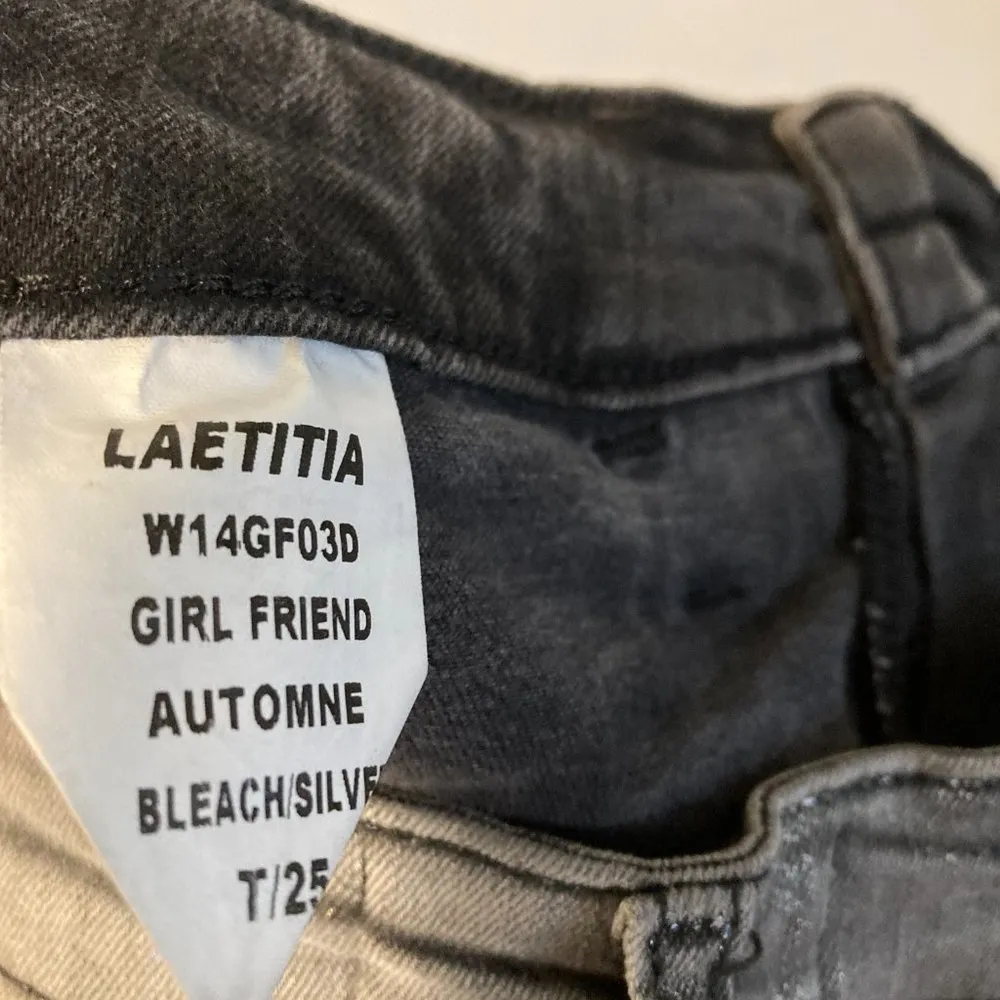 LAETITIA
W14GF03D
GIRL FRIEND
AUTOMNE
BLEACH/SILVE
T/25